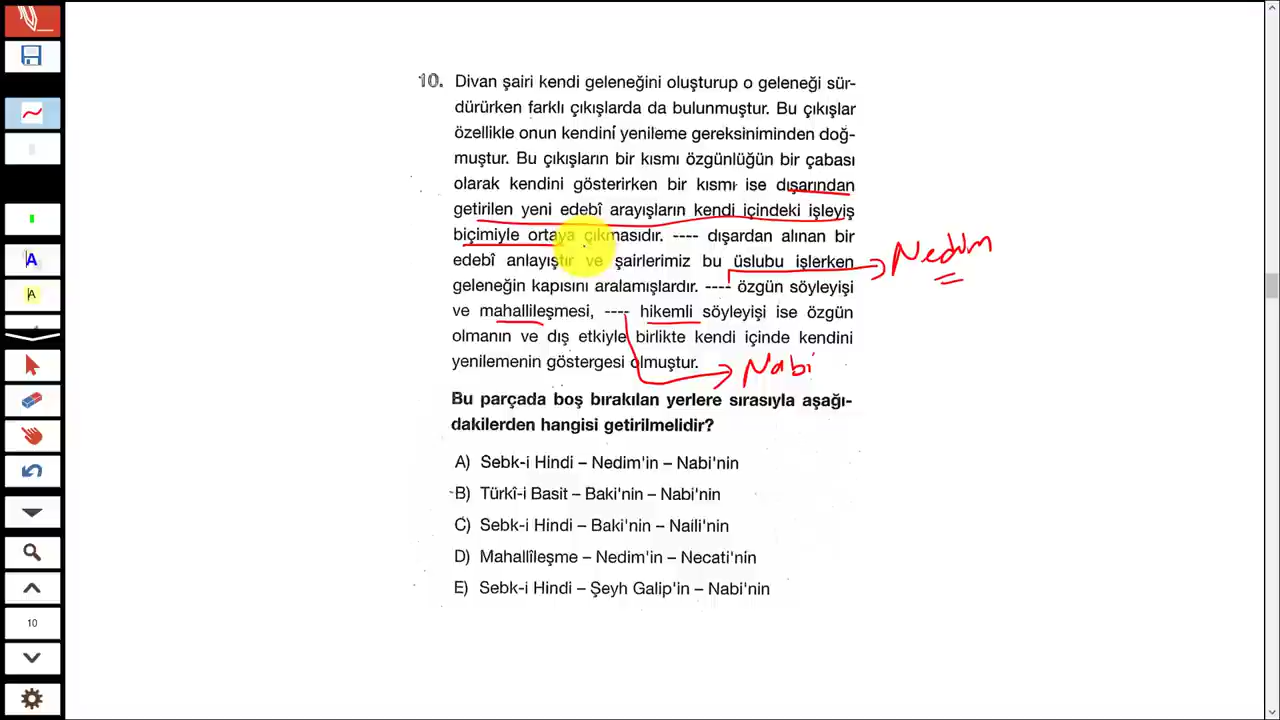 10. Divan şairi kendi geleneğini oluşturup o geleneği sür-
dürürken farklı çıkışlarda da bulunmuştur. Bu çıkışlar
özellikle onun kendini yenileme gereksiniminden doğ-
muştur. Bu çıkışların bir kısmı özgünlüğün bir çabası
olarak kendini gösterirken bir kısmı ise dışarından
getirilen yeni edebî arayışların kendi içindeki işleyiş
biçimiyle ortaya çıkmasıdır. ---- dışardan alınan bir
edebî anlayıştır ve şairlerimiz bu üslubu işlerken
geleneğin kapısını aralamışlardır. ---- özgün söyleyişi
ve mahallileşmesi, ---- hikemli söyleyişi ise özgün
olmanın ve dış etkiyle birlikte kendi içinde kendini
yenilemenin göstergesi olmuştur.
Nedim
Nabi
Bu parçada boş bırakılan yerlere sırasıyla aşağı-
dakilerden hangisi getirilmelidir?
A) Sebk-i Hindi – Nedim'in – Nabi'nin
B) Türkî-i Basit – Baki'nin – Nabi'nin
C) Sebk-i Hindi – Baki'nin – Naili'nin
D) Mahallîleşme – Nedim'in – Necati'nin
E) Sebk-i Hindi – Şeyh Galip'in – Nabi'nin
A
A
10